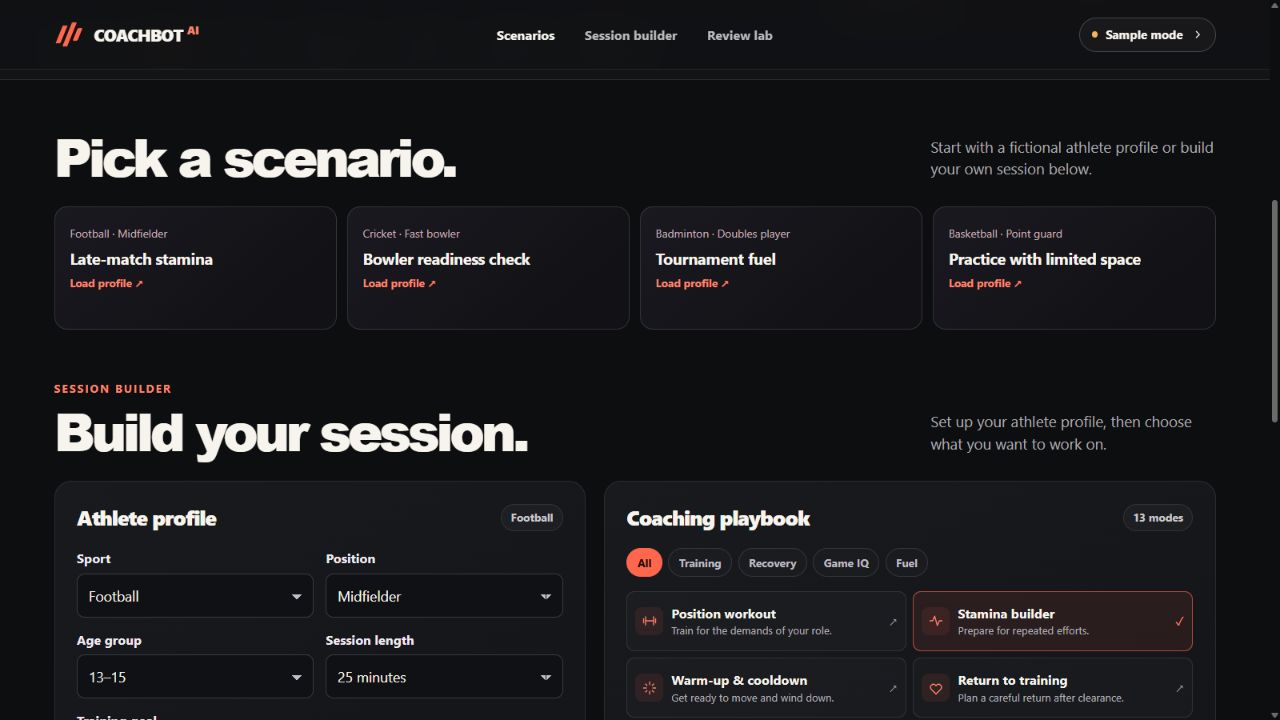 COACHBOT AI
Scenarios
Session builder
Review lab
Sample mode
Pick a scenario.
Start with a fictional athlete profile or build
your own session below.
Football · Midfielder
Late-match stamina
Load profile ↗
Cricket · Fast bowler
Bowler readiness check
Load profile ↗
Badminton · Doubles player
Tournament fuel
Load profile ↗
Basketball · Point guard
Practice with limited space
Load profile ↗
SESSION BUILDER
Build your session.
Set up your athlete profile, then choose
what you want to work on.
Athlete profile
Football
Sport
Position
Football
Midfielder
Age group
Session length
13–15
25 minutes
Training goal
Coaching playbook
13 modes
All
Training
Recovery
Game IQ
Fuel
Position workout
Train for the demands of your role.
Stamina builder
Prepare for repeated efforts.
Warm-up & cooldown
Get ready to move and wind down.
Return to training
Plan a careful return after clearance.